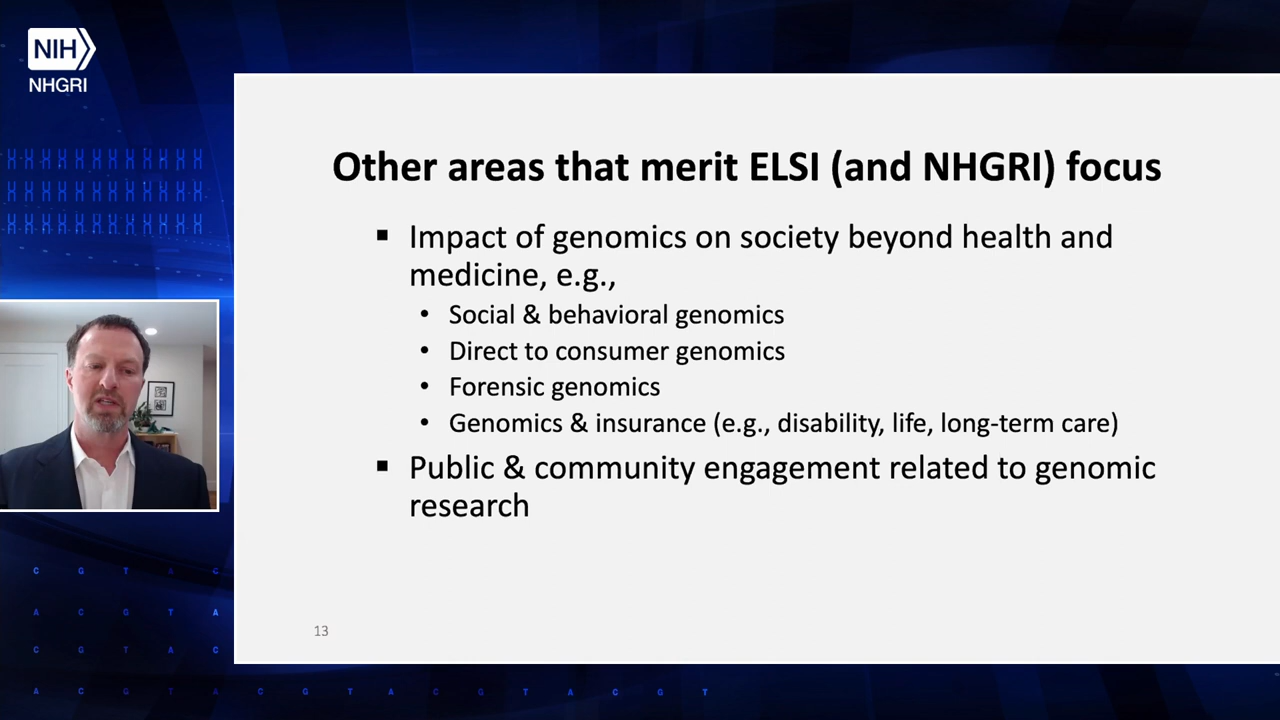 NIH
NHGRI
Other areas that merit ELSI (and NHGRI) focus
▪ Impact of genomics on society beyond health and
medicine, e.g.,
• Social & behavioral genomics
• Direct to consumer genomics
• Forensic genomics
• Genomics & insurance (e.g., disability, life, long-term care)
▪ Public & community engagement related to genomic
research
13
C G T A C
A C G T A
C G T A C
A C G T A C G T A C G T A C G T